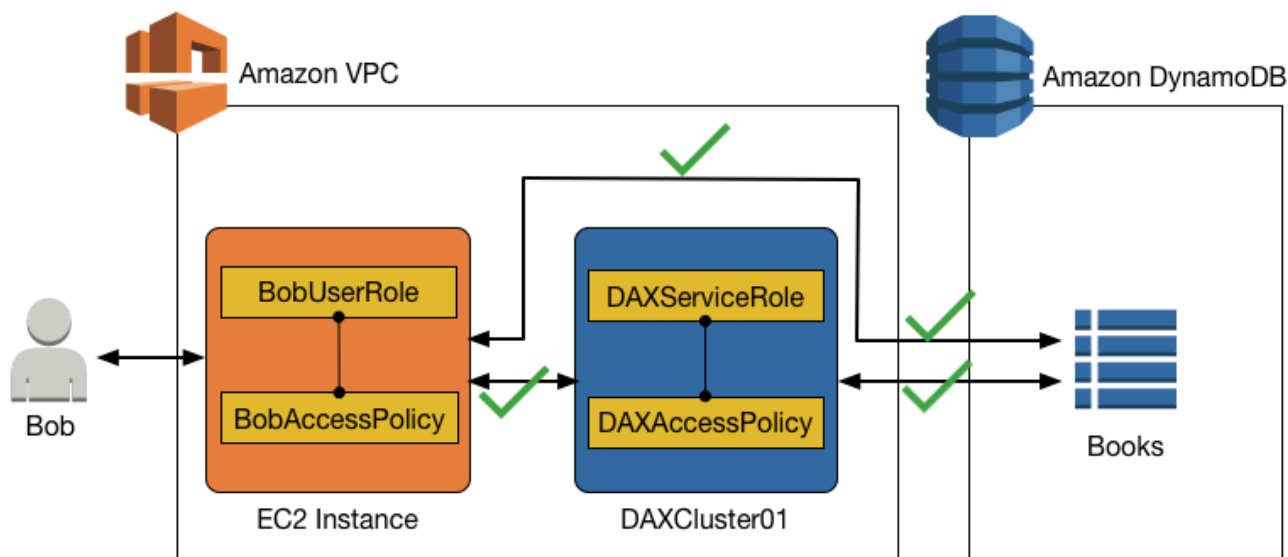 Amazon VPC
Amazon DynamoDB
BobUserRole
DAXServiceRole
BobAccessPolicy
DAXAccessPolicy
Bob
Books
EC2 Instance
DAXCluster01